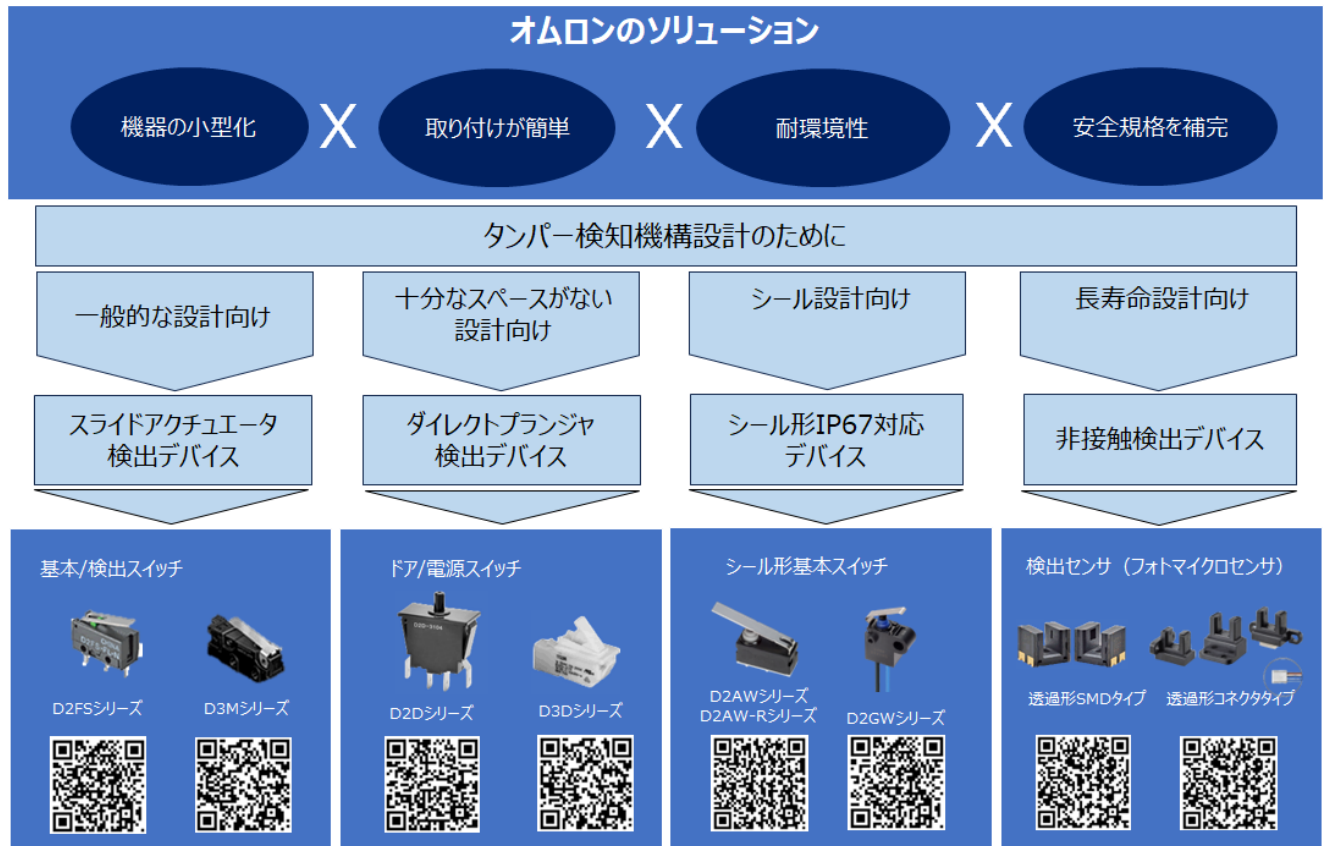 オムロンのソリューション
機器の小型化 X 取り付けが簡単 X 耐環境性 X 安全規格を補完
タンパー検知機構設計のために
一般的な設計向け
十分なスペースがない
設計向け
シール設計向け
長寿命設計向け
スライドアクチュエータ
検出デバイス
ダイレクトプランジャ
検出デバイス
シール形IP67対応
デバイス
非接触検出デバイス
基本/検出スイッチ
D2FSシリーズ
D3Mシリーズ
ドア/電源スイッチ
D2Dシリーズ
D3Dシリーズ
シール形基本スイッチ
D2AWシリーズ
D2AW-Rシリーズ
D2GWシリーズ
検出センサ（フォトマイクロセンサ）
透過形SMDタイプ
透過形コネクタタイプ